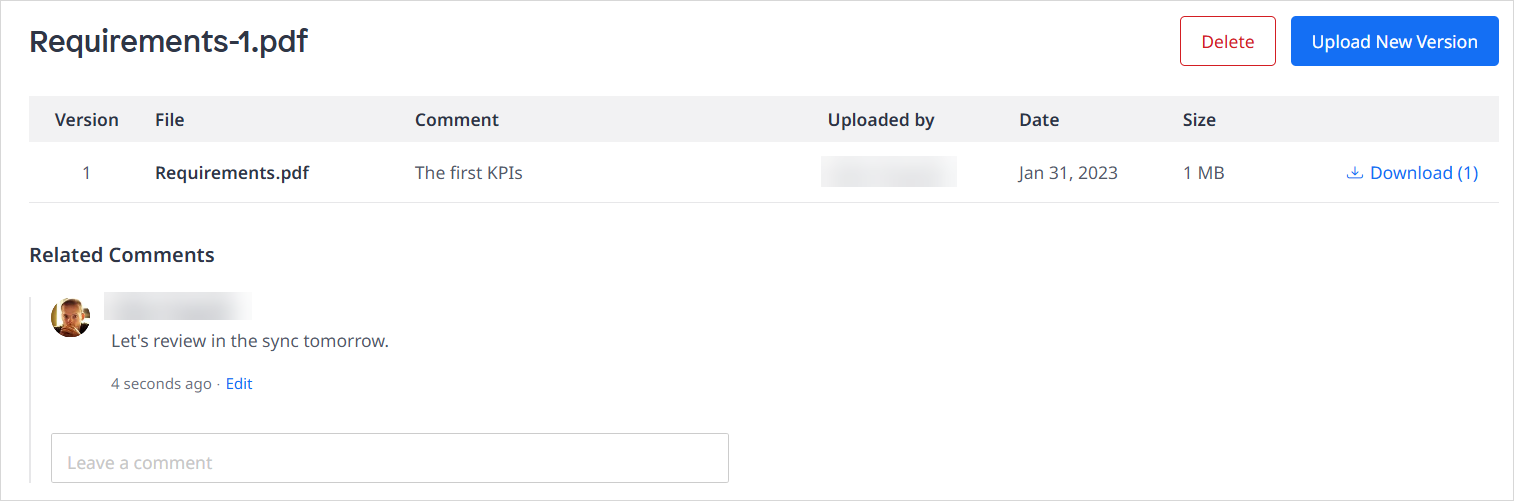 Requirements-1.pdf
Delete
Upload New Version
Version File Comment Uploaded by Date Size
1 Requirements.pdf The first KPIs Jan 31, 2023 1 MB Download (1)
Related Comments
Let's review in the sync tomorrow.
4 seconds ago · Edit
Leave a comment